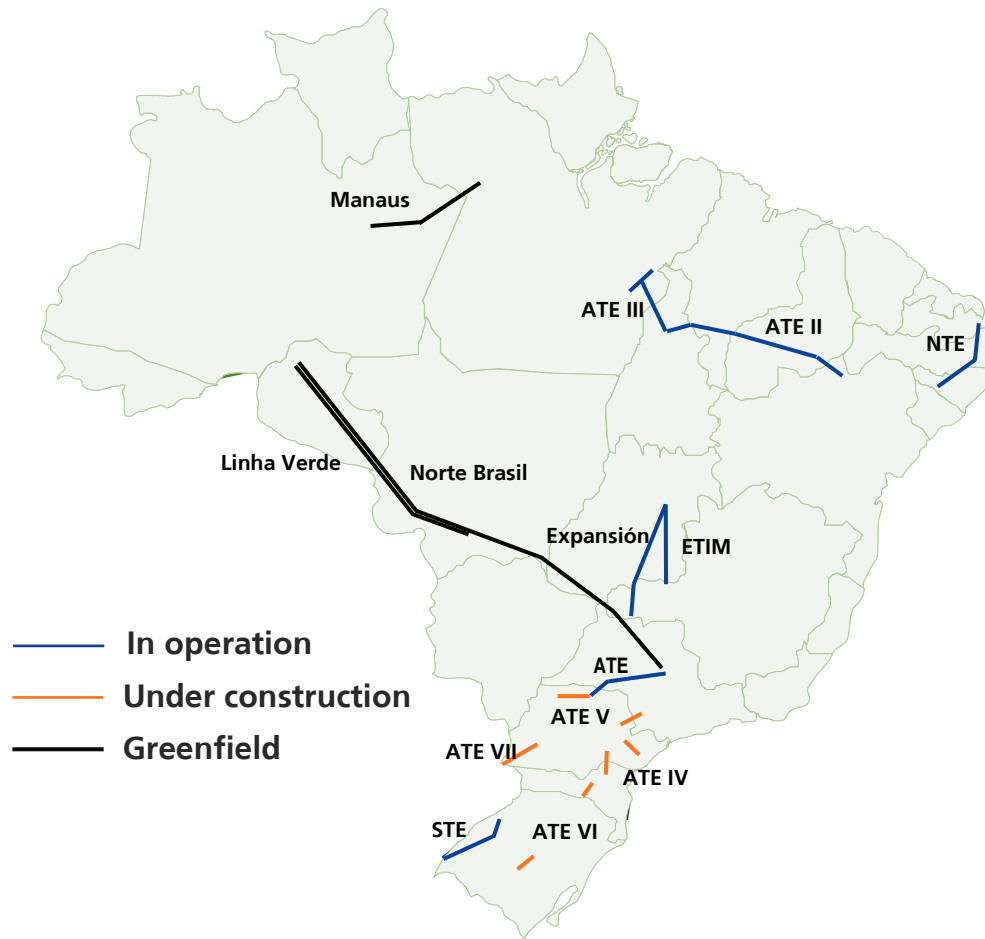 Manaus
ATE III
ATE II
NTE
Linha Verde
Norte Brasil
Expansión
ETIM
In operation
ATE
Under construction
ATE V
Greenfield
ATE VII
ATE IV
STE
ATE VI